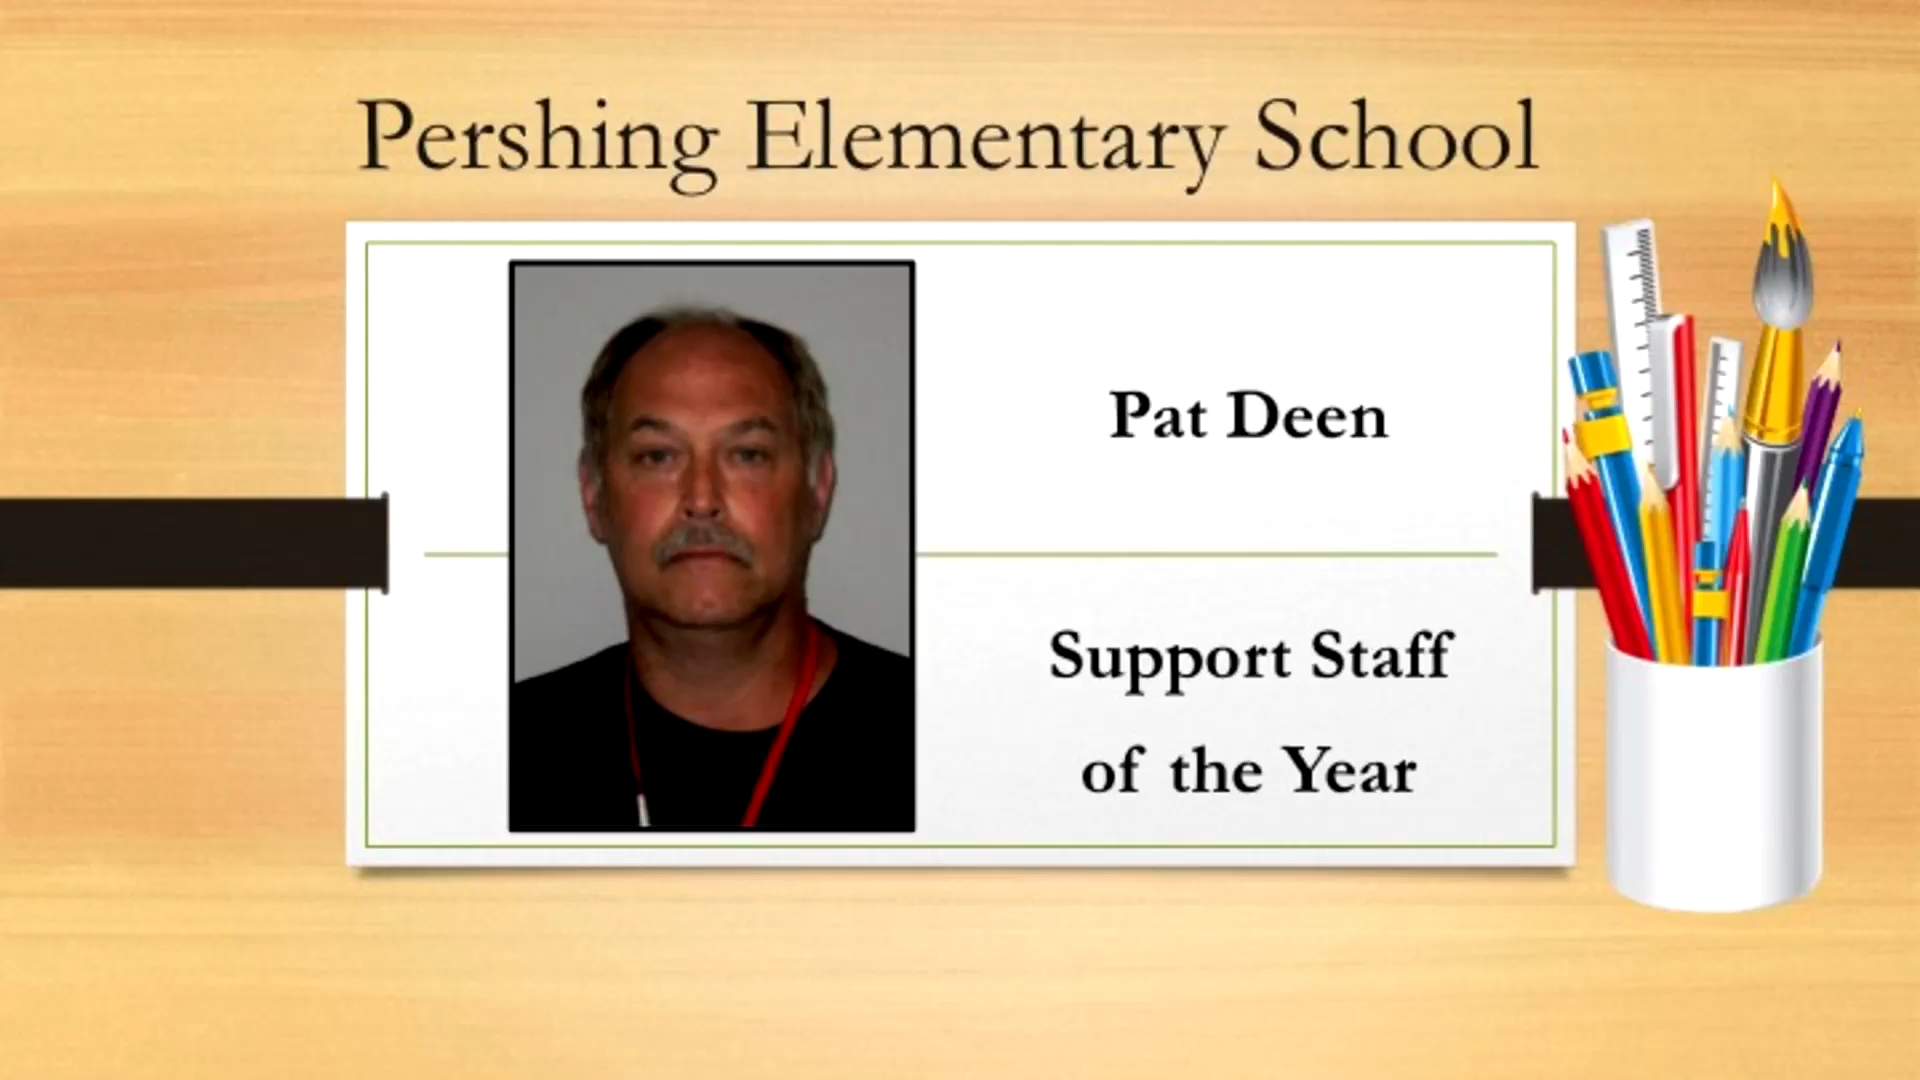 Pershing Elementary School
Pat Deen
Support Staff
of the Year